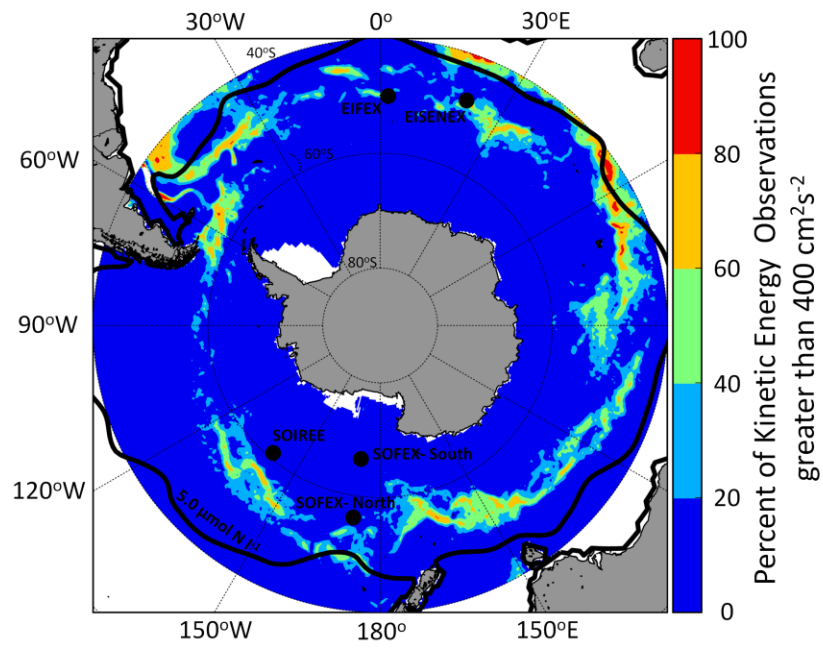 30°W
0°
30°E
40°S
60°W
EIFEX
EISENEX
60°S
80°S
90°W
SOIREE
SOFEX- South
120°W
SOFEX- North
5.0 µmol N l⁻¹
150°W
180°
150°E
100
80
60
40
20
0
Percent of Kinetic Energy Observations
greater than 400 cm²s⁻²